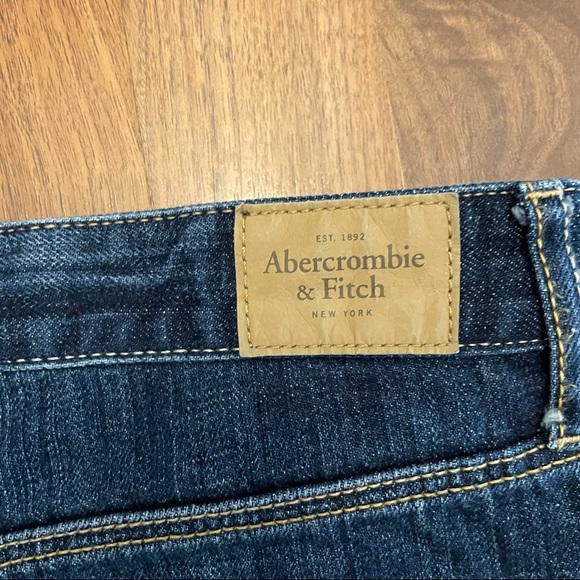 EST. 1892
Abercrombie
& Fitch
NEW YORK